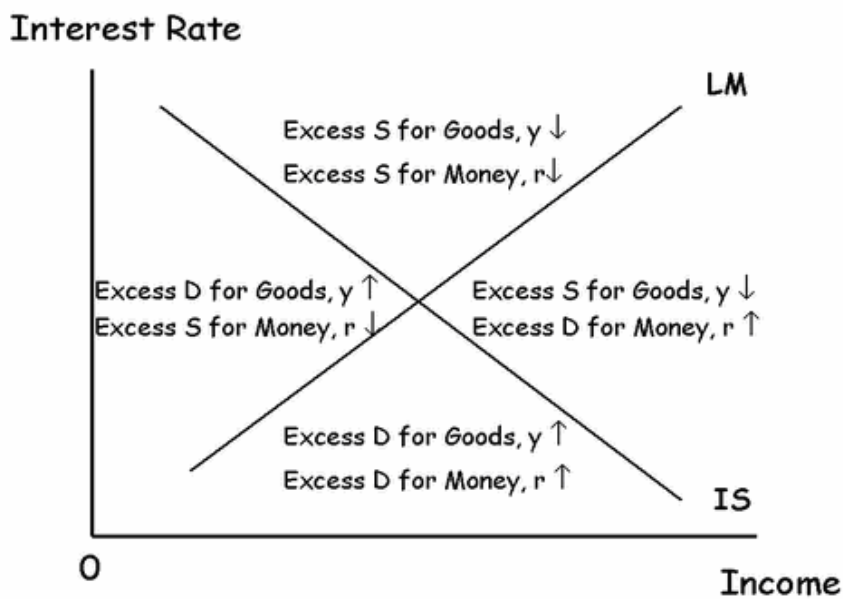 Interest Rate
LM
Excess S for Goods, y ↓
Excess S for Money, r↓
Excess D for Goods, y ↑
Excess S for Money, r ↓
Excess S for Goods, y ↓
Excess D for Money, r ↑
Excess D for Goods, y ↑
Excess D for Money, r ↑
IS
0
Income